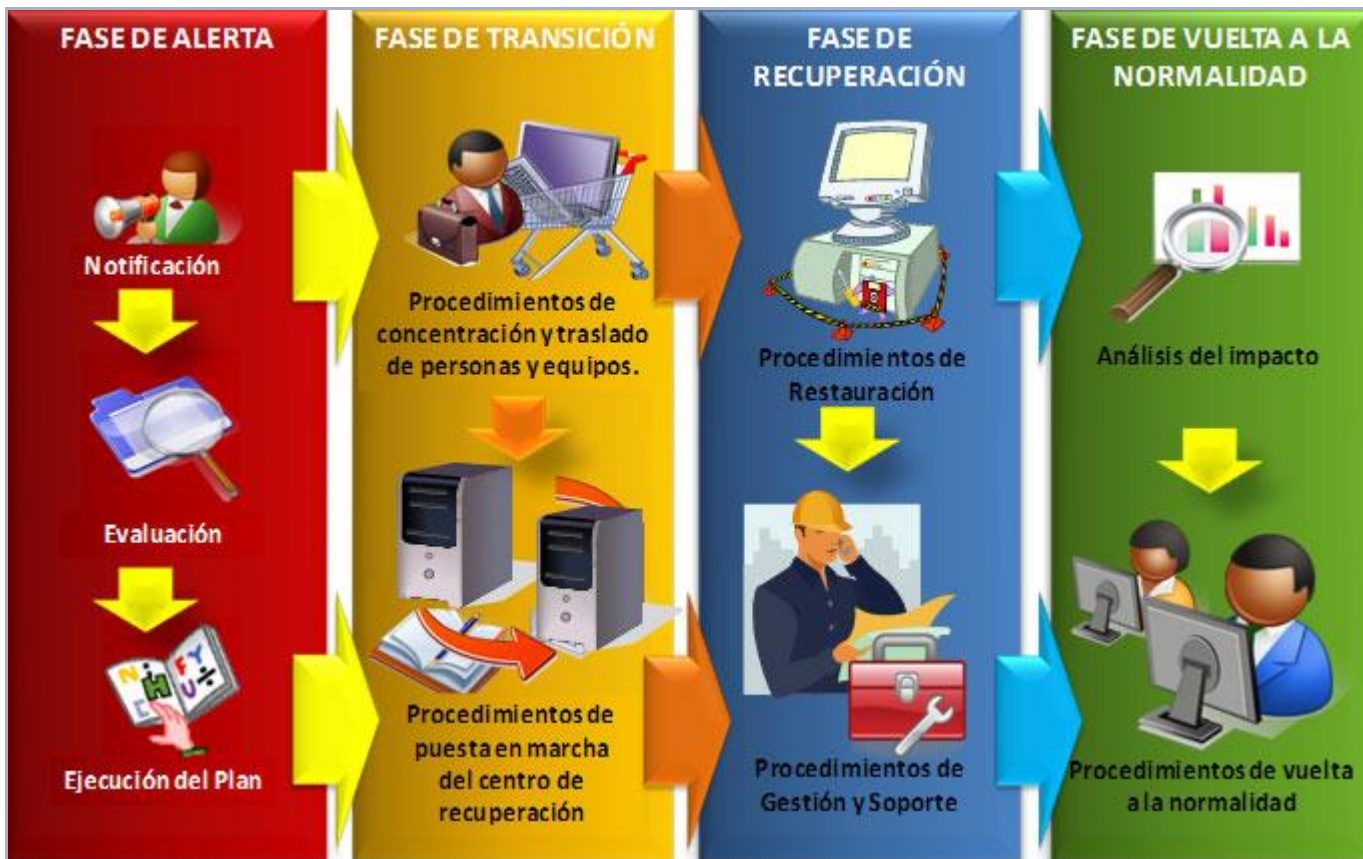 FASE DE ALERTA
Notificación
Evaluación
Ejecución del Plan
FASE DE TRANSICIÓN
Procedimientos de
concentración y traslado
de personas y equipos.
Procedimientos de
puesta en marcha
del centro de
recuperación
FASE DE
RECUPERACIÓN
Procedimientos de
Restauración
Procedimientos de
Gestión y Soporte
FASE DE VUELTA A LA
NORMALIDAD
Análisis del impacto
Procedimientos de vuelta
a la normalidad